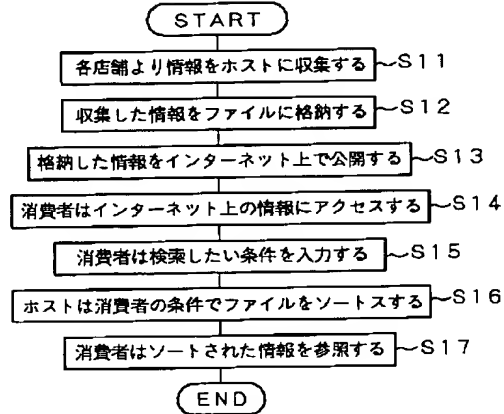 START
各店舗より情報をホストに収集する S11
収集した情報をファイルに格納する S12
格納した情報をインターネット上で公開する S13
消費者はインターネット上の情報にアクセスする S14
消費者は検索したい条件を入力する S15
ホストは消費者の条件でファイルをソートスする S16
消費者はソートされた情報を参照する S17
END